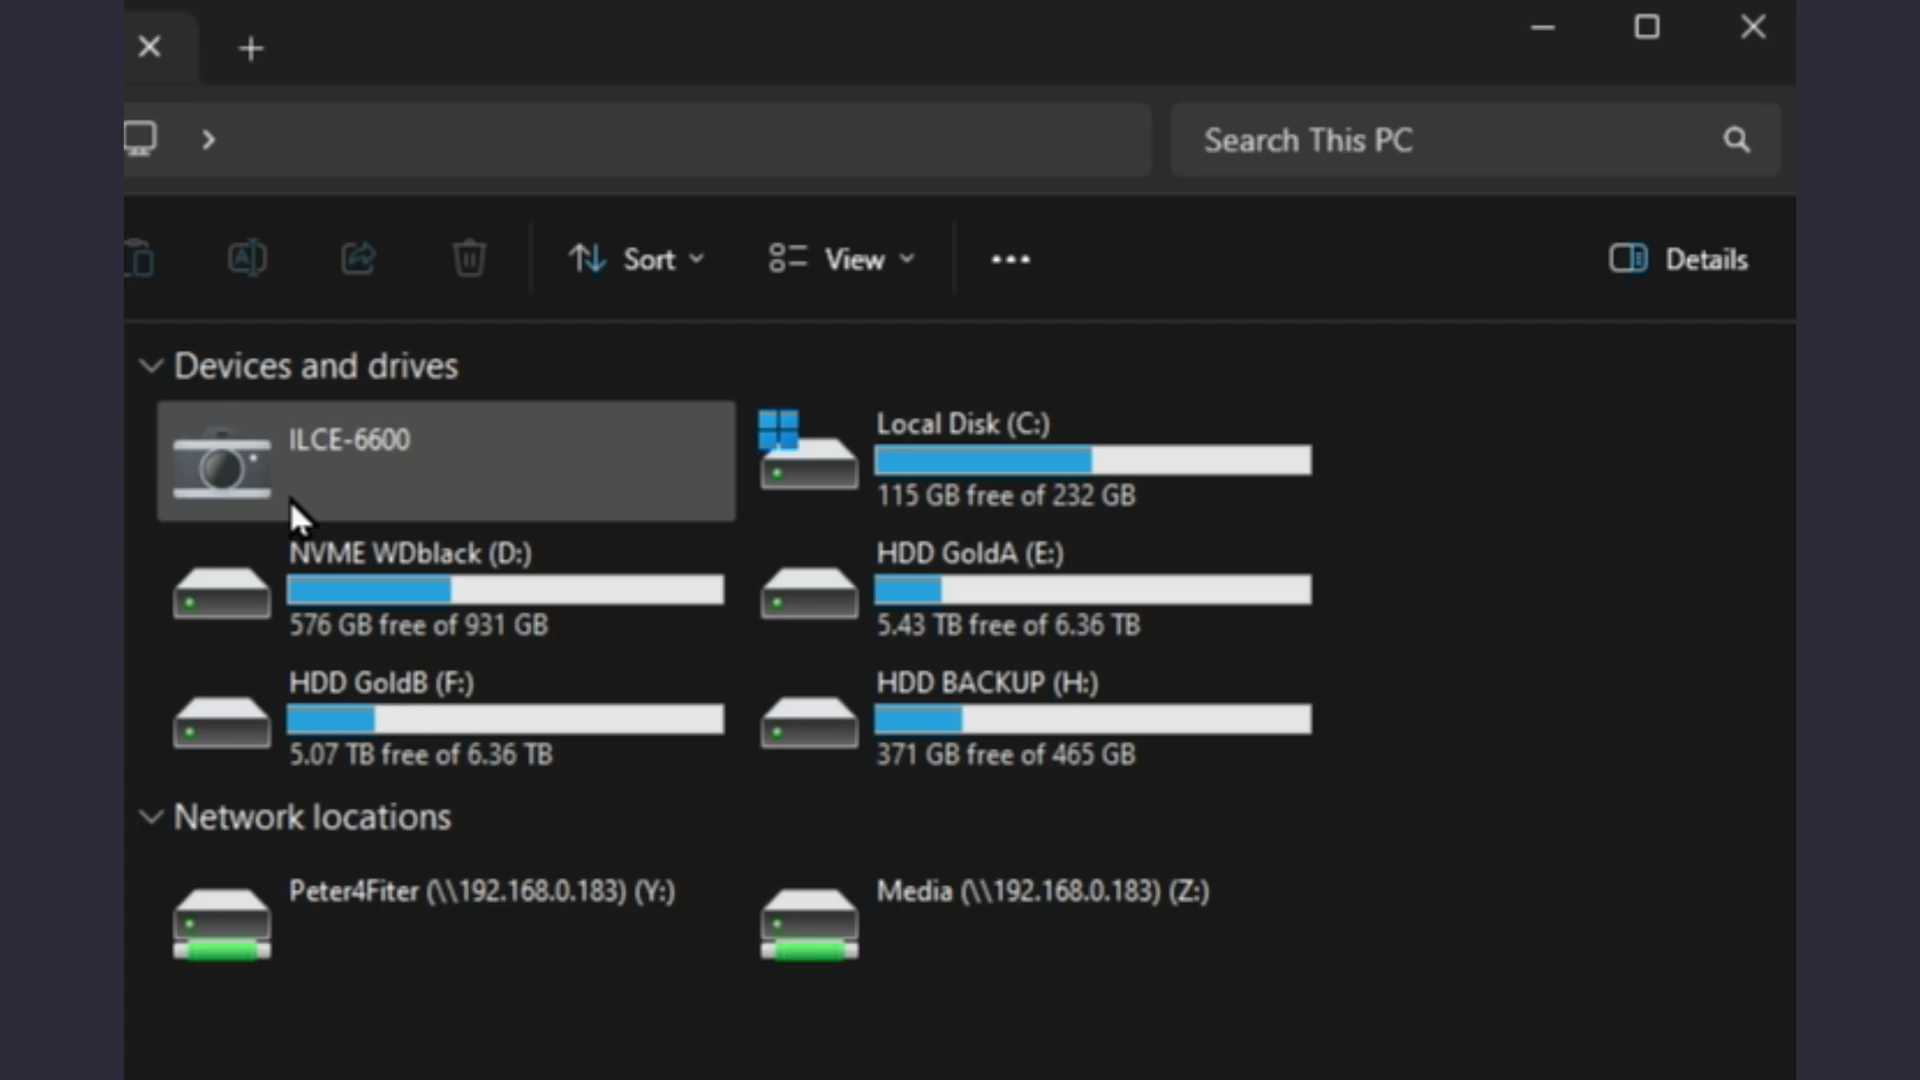 Search This PC
Sort
View
Details
Devices and drives
ILCE-6600
Local Disk (C:)
115 GB free of 232 GB
NVME WDblack (D:)
576 GB free of 931 GB
HDD GoldA (E:)
5.43 TB free of 6.36 TB
HDD GoldB (F:)
5.07 TB free of 6.36 TB
HDD BACKUP (H:)
371 GB free of 465 GB
Network locations
Peter4Fiter (\\192.168.0.183) (Y:)
Media (\\192.168.0.183) (Z:)